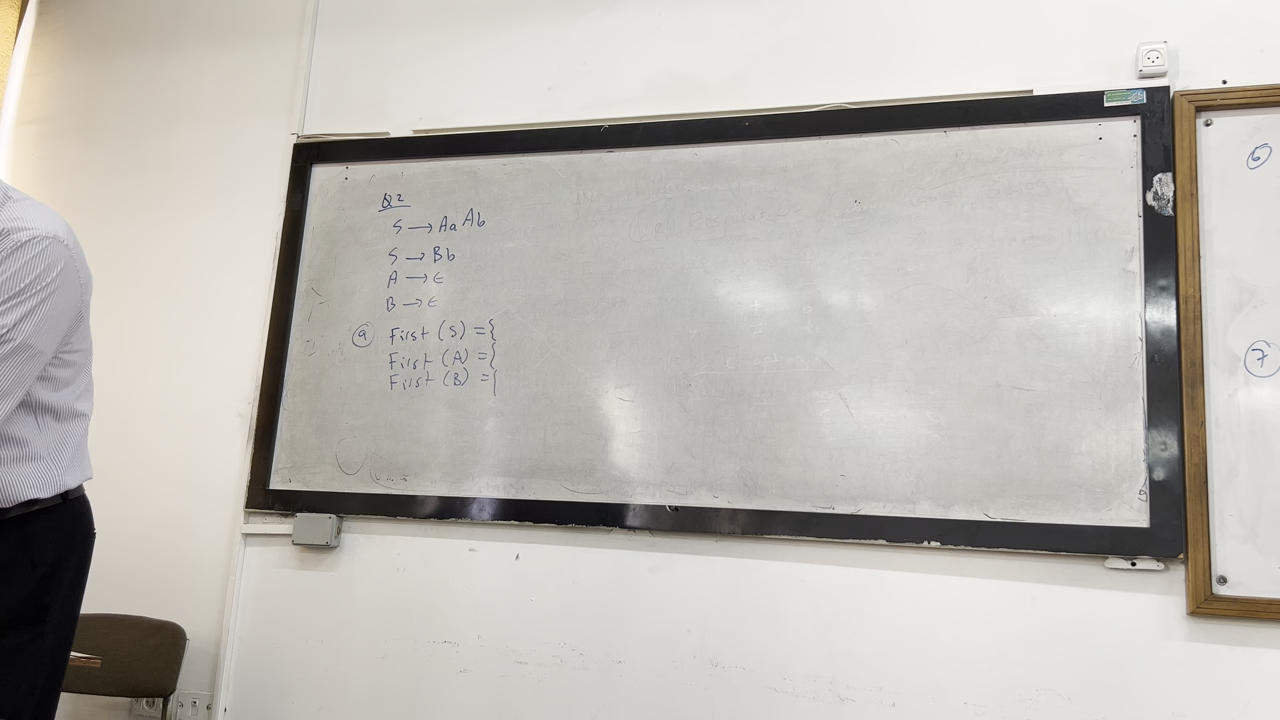 Q2
S → AaAb
S → Bb
A → ε
B → ε
ⓐ First (S) = {
First (A) = {
First (B) = {
⑥
⑦